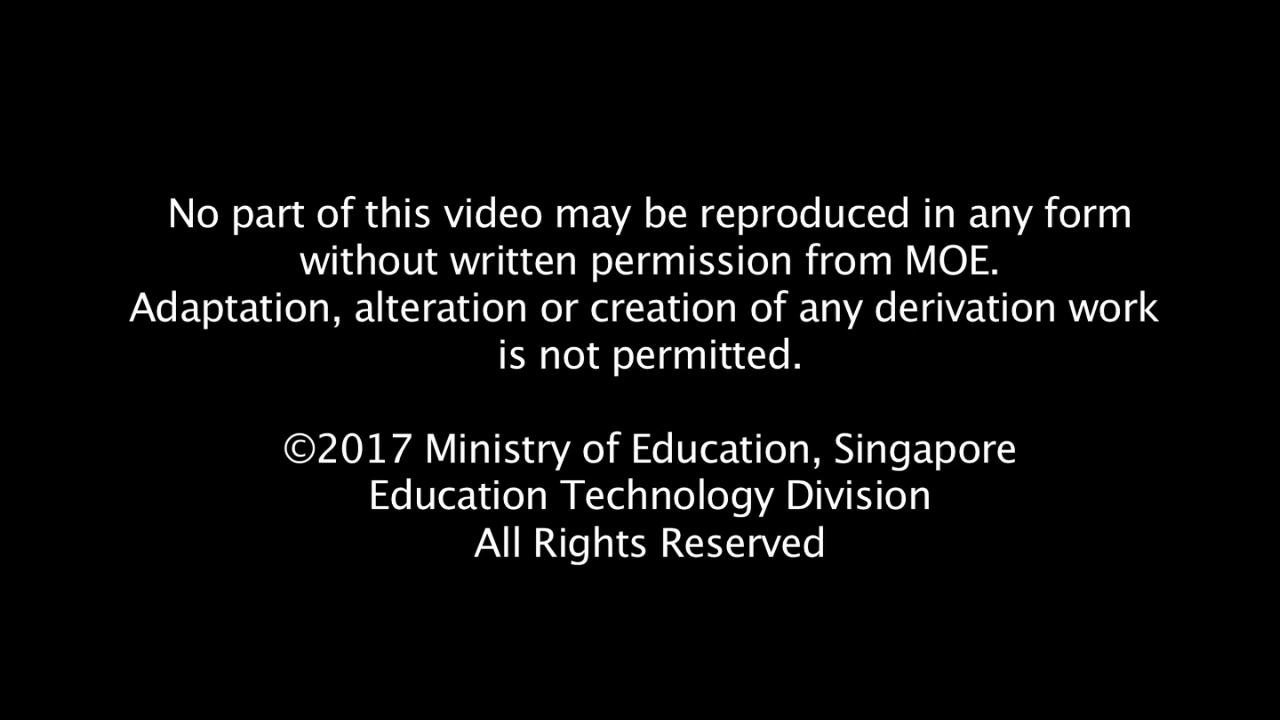 No part of this video may be reproduced in any form
without written permission from MOE.
Adaptation, alteration or creation of any derivation work
is not permitted.
©2017 Ministry of Education, Singapore
Education Technology Division
All Rights Reserved